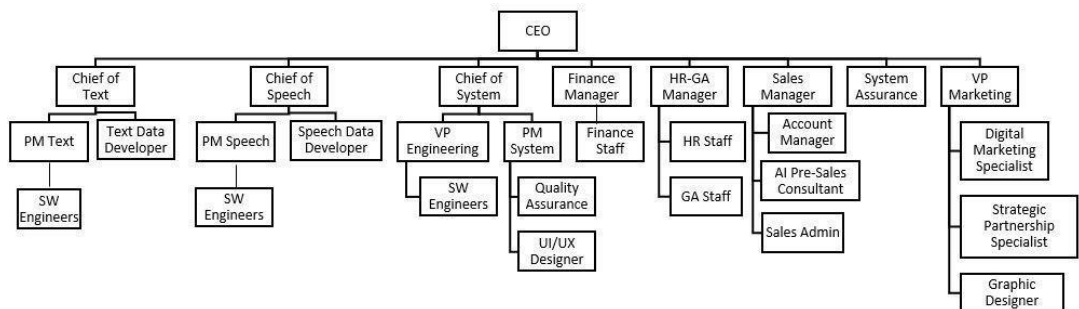 CEO
Chief of
Text
Chief of
Speech
Chief of
System
Finance
Manager
HR-GA
Manager
Sales
Manager
System
Assurance
VP
Marketing
PM Text
Text Data
Developer
PM Speech
Speech Data
Developer
VP
Engineering
PM
System
Finance
Staff
HR Staff
Account
Manager
Digital
Marketing
Specialist
SW
Engineers
SW
Engineers
SW
Engineers
Quality
Assurance
GA Staff
AI Pre-Sales
Consultant
Strategic
Partnership
Specialist
UI/UX
Designer
Sales Admin
Graphic
Designer